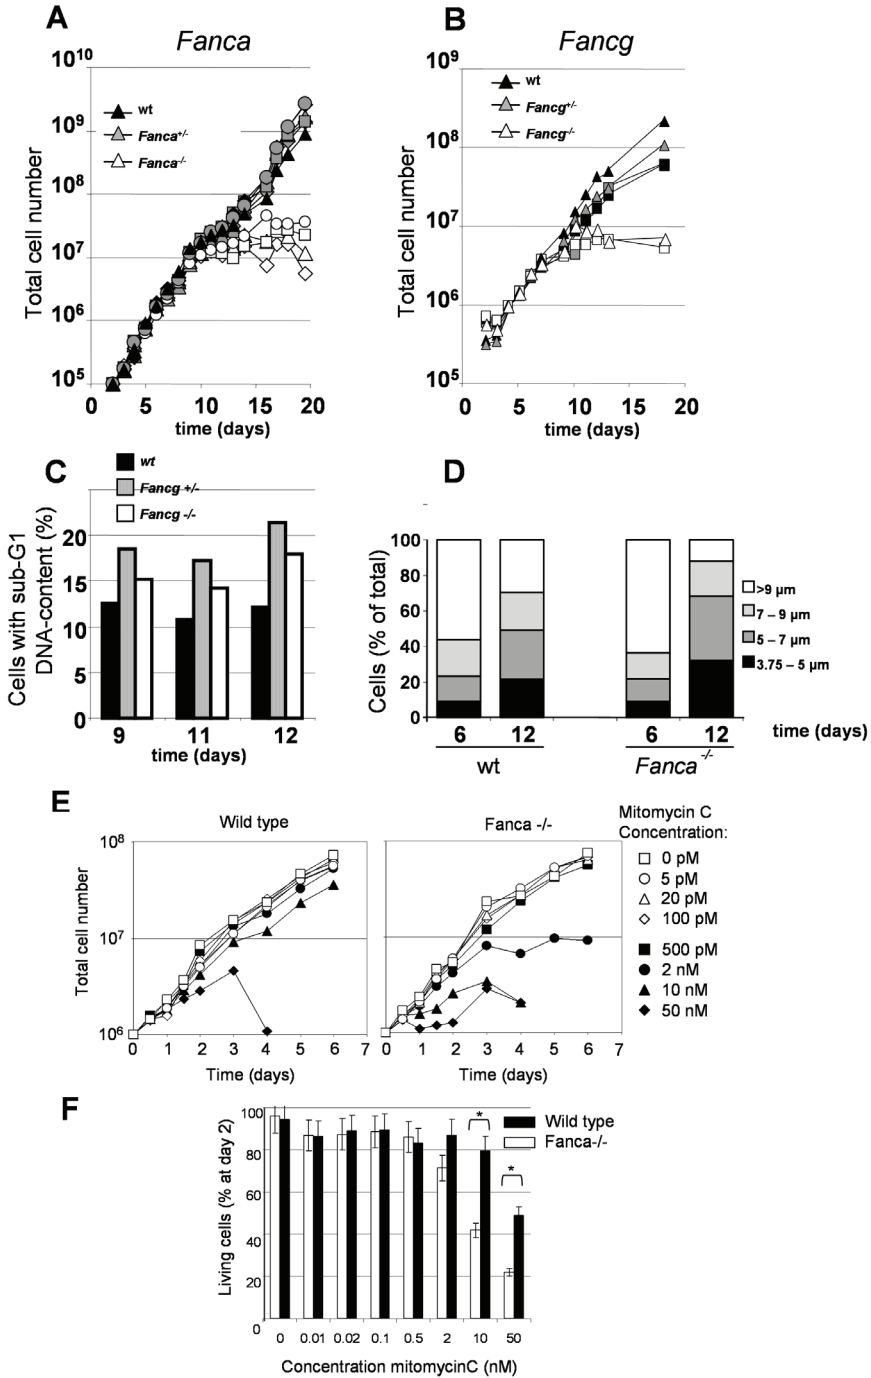 A
Fanca
Total cell number
10^10
10^9
10^8
10^7
10^6
10^5
wt
Fanca+/-
Fanca-/-
0 5 10 15 20
time (days)
B
Fancg
Total cell number
10^9
10^8
10^7
10^6
10^5
wt
Fancg+/-
Fancg-/-
0 5 10 15 20
time (days)
C
wt
Fancg +/-
Fancg -/-
Cells with sub-G1
DNA-content (%)
20
15
10
5
0
9 11 12
time (days)
D
Cells (% of total)
100
80
60
40
20
0
>9 µm
7 – 9 µm
5 – 7 µm
3.75 – 5 µm
6 12 6 12 time (days)
wt Fanca-/-
E
Wild type
Total cell number
10^8
10^7
10^6
0 1 2 3 4 5 6 7
Time (days)
Fanca -/-
0 1 2 3 4 5 6 7
Time (days)
Mitomycin C
Concentration:
0 pM
5 pM
20 pM
100 pM
500 pM
2 nM
10 nM
50 nM
F
Living cells (% at day 2)
100
80
60
40
20
0
* 
*
Wild type
Fanca-/-
0 0.01 0.02 0.1 0.5 2 10 50
Concentration mitomycinC (nM)